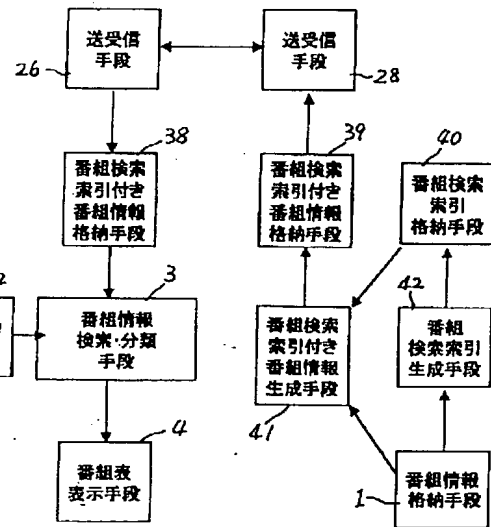 送受信
手段
26
送受信
手段
28
38
番組検索
索引付き
番組情報
格納手段
39
番組検索
索引付き
番組情報
格納手段
40
番組検索
索引
格納手段
3
番組情報
検索・分類
手段
番組検索
索引付き
番組情報
生成手段
41
42
番組
検索索引
生成手段
4
番組表
表示手段
番組情報
格納手段
1